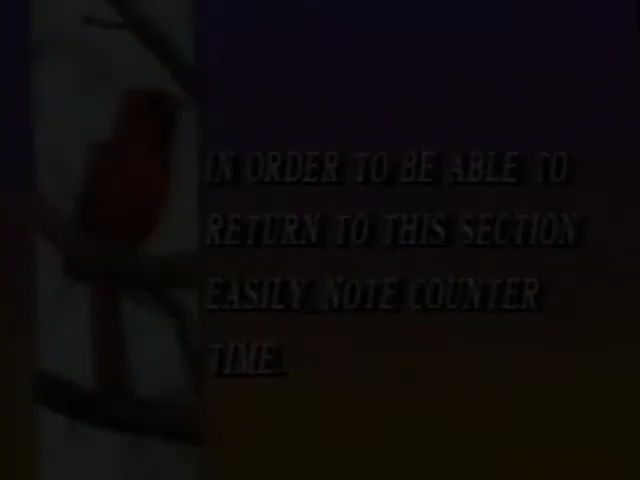 IN ORDER TO BE ABLE TO
RETURN TO THIS SECTION
EASILY NOTE COUNTER
TIME.